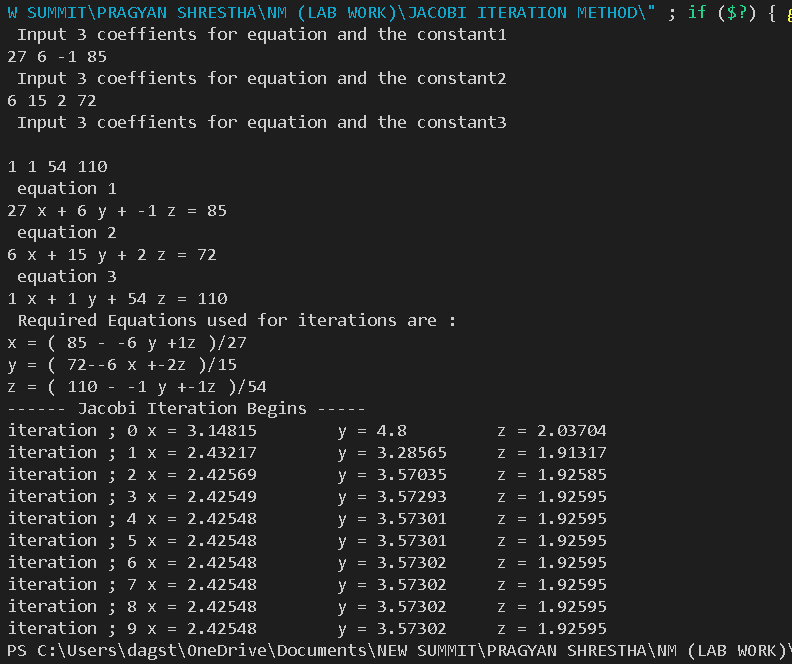 W SUMMIT\PRAGYAN SHRESTHA\NM (LAB WORK)\JACOBI ITERATION METHOD\" ; if ($?) {
 Input 3 coeffients for equation and the constant1
27 6 -1 85
 Input 3 coeffients for equation and the constant2
6 15 2 72
 Input 3 coeffients for equation and the constant3
1 1 54 110
 equation 1
27 x + 6 y + -1 z = 85
 equation 2
6 x + 15 y + 2 z = 72
 equation 3
1 x + 1 y + 54 z = 110
 Required Equations used for iterations are :
x = ( 85 - -6 y +1z )/27
y = ( 72--6 x +-2z )/15
z = ( 110 - -1 y +-1z )/54
------ Jacobi Iteration Begins -----
iteration ; 0 x = 3.14815 y = 4.8 z = 2.03704
iteration ; 1 x = 2.43217 y = 3.28565 z = 1.91317
iteration ; 2 x = 2.42569 y = 3.57035 z = 1.92585
iteration ; 3 x = 2.42549 y = 3.57293 z = 1.92595
iteration ; 4 x = 2.42548 y = 3.57301 z = 1.92595
iteration ; 5 x = 2.42548 y = 3.57301 z = 1.92595
iteration ; 6 x = 2.42548 y = 3.57302 z = 1.92595
iteration ; 7 x = 2.42548 y = 3.57302 z = 1.92595
iteration ; 8 x = 2.42548 y = 3.57302 z = 1.92595
iteration ; 9 x = 2.42548 y = 3.57302 z = 1.92595
PS C:\Users\dagst\OneDrive\Documents\NEW SUMMIT\PRAGYAN SHRESTHA\NM (LAB WORK)\